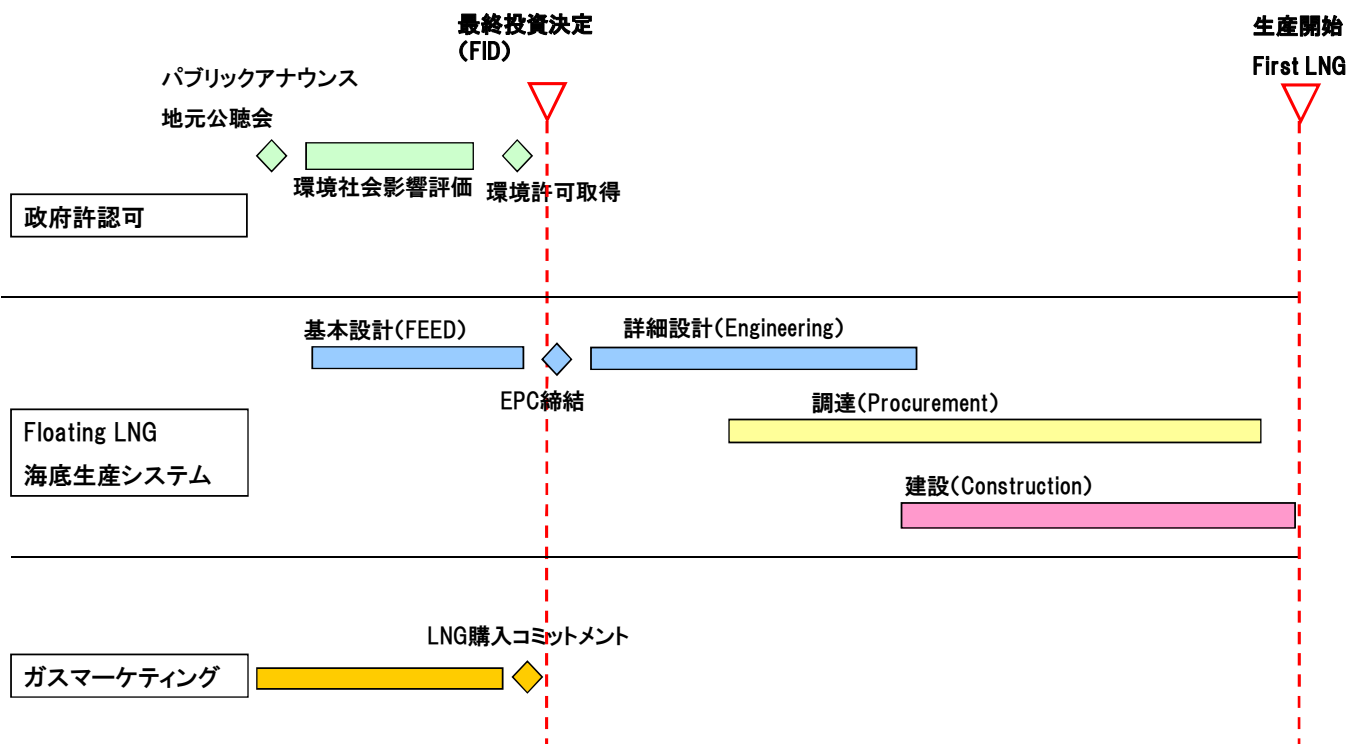 最終投資決定
(FID)
生産開始
First LNG
パブリックアナウンス
地元公聴会
環境社会影響評価
環境許可取得
政府許認可
基本設計(FEED)
詳細設計(Engineering)
EPC締結
調達(Procurement)
Floating LNG
海底生産システム
建設(Construction)
LNG購入コミットメント
ガスマーケティング